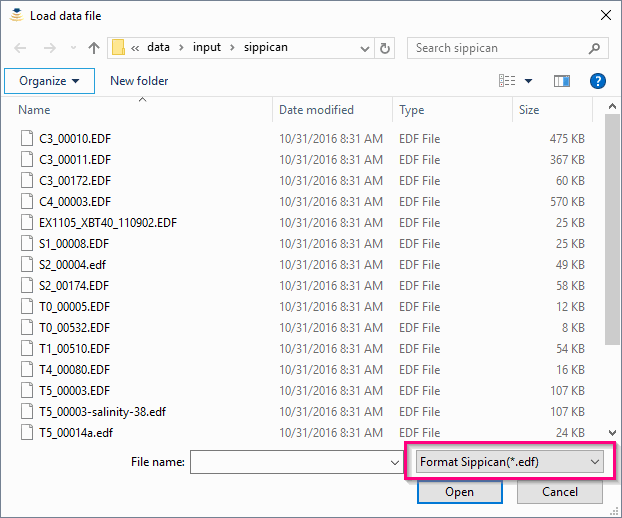 Load data file
« data › input › sippican
Search sippican
Organize New folder
Name Date modified Type Size
C3_00010.EDF 10/31/2016 8:31 AM EDF File 475 KB
C3_00011.EDF 10/31/2016 8:31 AM EDF File 367 KB
C3_00172.EDF 10/31/2016 8:31 AM EDF File 60 KB
C4_00003.EDF 10/31/2016 8:31 AM EDF File 570 KB
EX1105_XBT40_110902.EDF 10/31/2016 8:31 AM EDF File 25 KB
S1_00008.EDF 10/31/2016 8:31 AM EDF File 25 KB
S2_00004.edf 10/31/2016 8:31 AM EDF File 49 KB
S2_00174.EDF 10/31/2016 8:31 AM EDF File 58 KB
T0_00005.EDF 10/31/2016 8:31 AM EDF File 12 KB
T0_00532.EDF 10/31/2016 8:31 AM EDF File 8 KB
T1_00510.EDF 10/31/2016 8:31 AM EDF File 54 KB
T4_00080.EDF 10/31/2016 8:31 AM EDF File 16 KB
T5_00003.EDF 10/31/2016 8:31 AM EDF File 107 KB
T5_00003-salinity-38.edf 10/31/2016 8:31 AM EDF File 107 KB
T5_00014a.edf 10/31/2016 8:31 AM EDF File 24 KB
File name: Format Sippican(*.edf)
Open Cancel